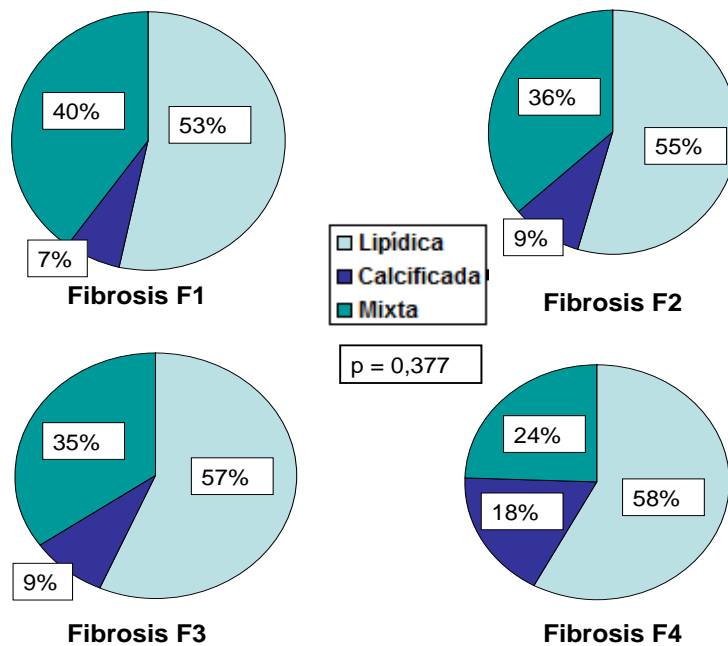 40%
53%
7%
Fibrosis F1
36%
55%
9%
Fibrosis F2
Lipídica
Calcificada
Mixta
p = 0,377
35%
57%
9%
Fibrosis F3
24%
18%
58%
Fibrosis F4